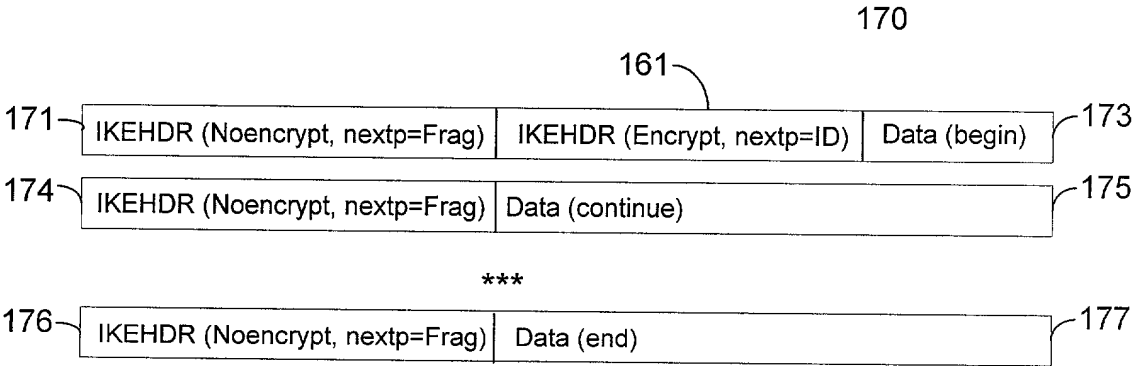 170
161
171 IKEHDR (Noencrypt, nextp=Frag) IKEHDR (Encrypt, nextp=ID) Data (begin) 173
174 IKEHDR (Noencrypt, nextp=Frag) Data (continue) 175
***
176 IKEHDR (Noencrypt, nextp=Frag) Data (end) 177